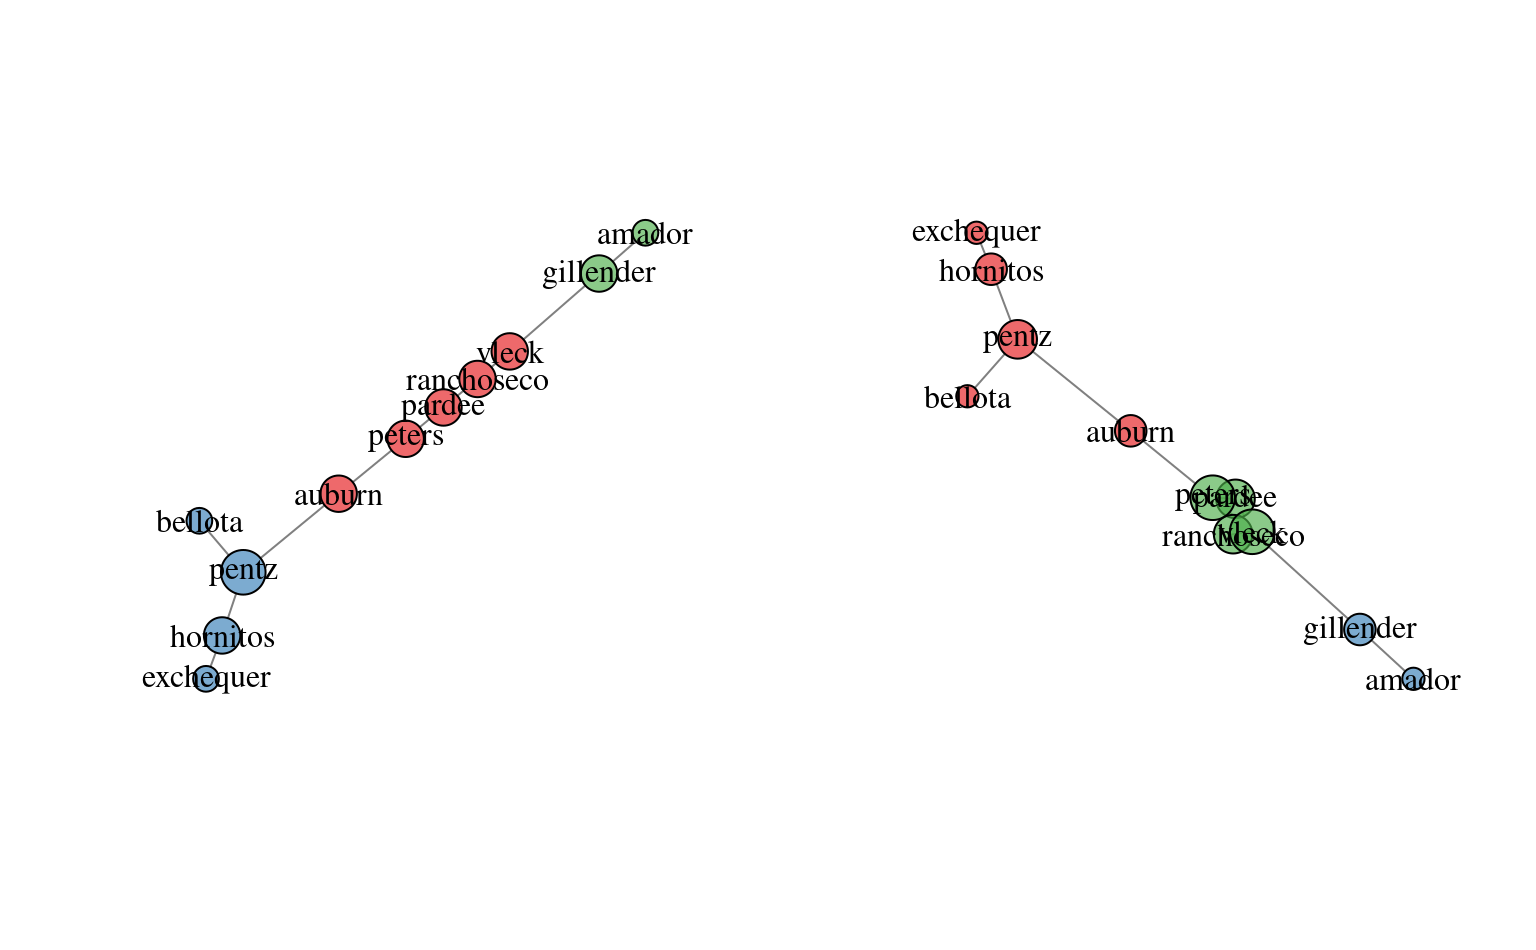 amador
gillender
vleck
ranchoseco
pardee
peters
auburn
bellota
pentz
hornitos
exchequer
exchequer
hornitos
pentz
bellota
auburn
peters
pardee
ranchoseco
vleck
gillender
amador